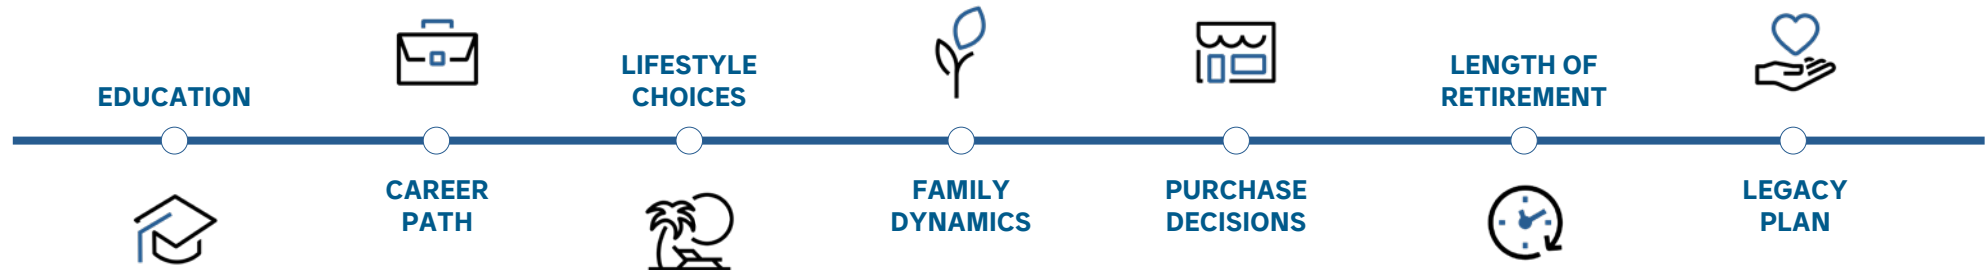 EDUCATION
CAREER
PATH
LIFESTYLE
CHOICES
FAMILY
DYNAMICS
PURCHASE
DECISIONS
LENGTH OF
RETIREMENT
LEGACY
PLAN